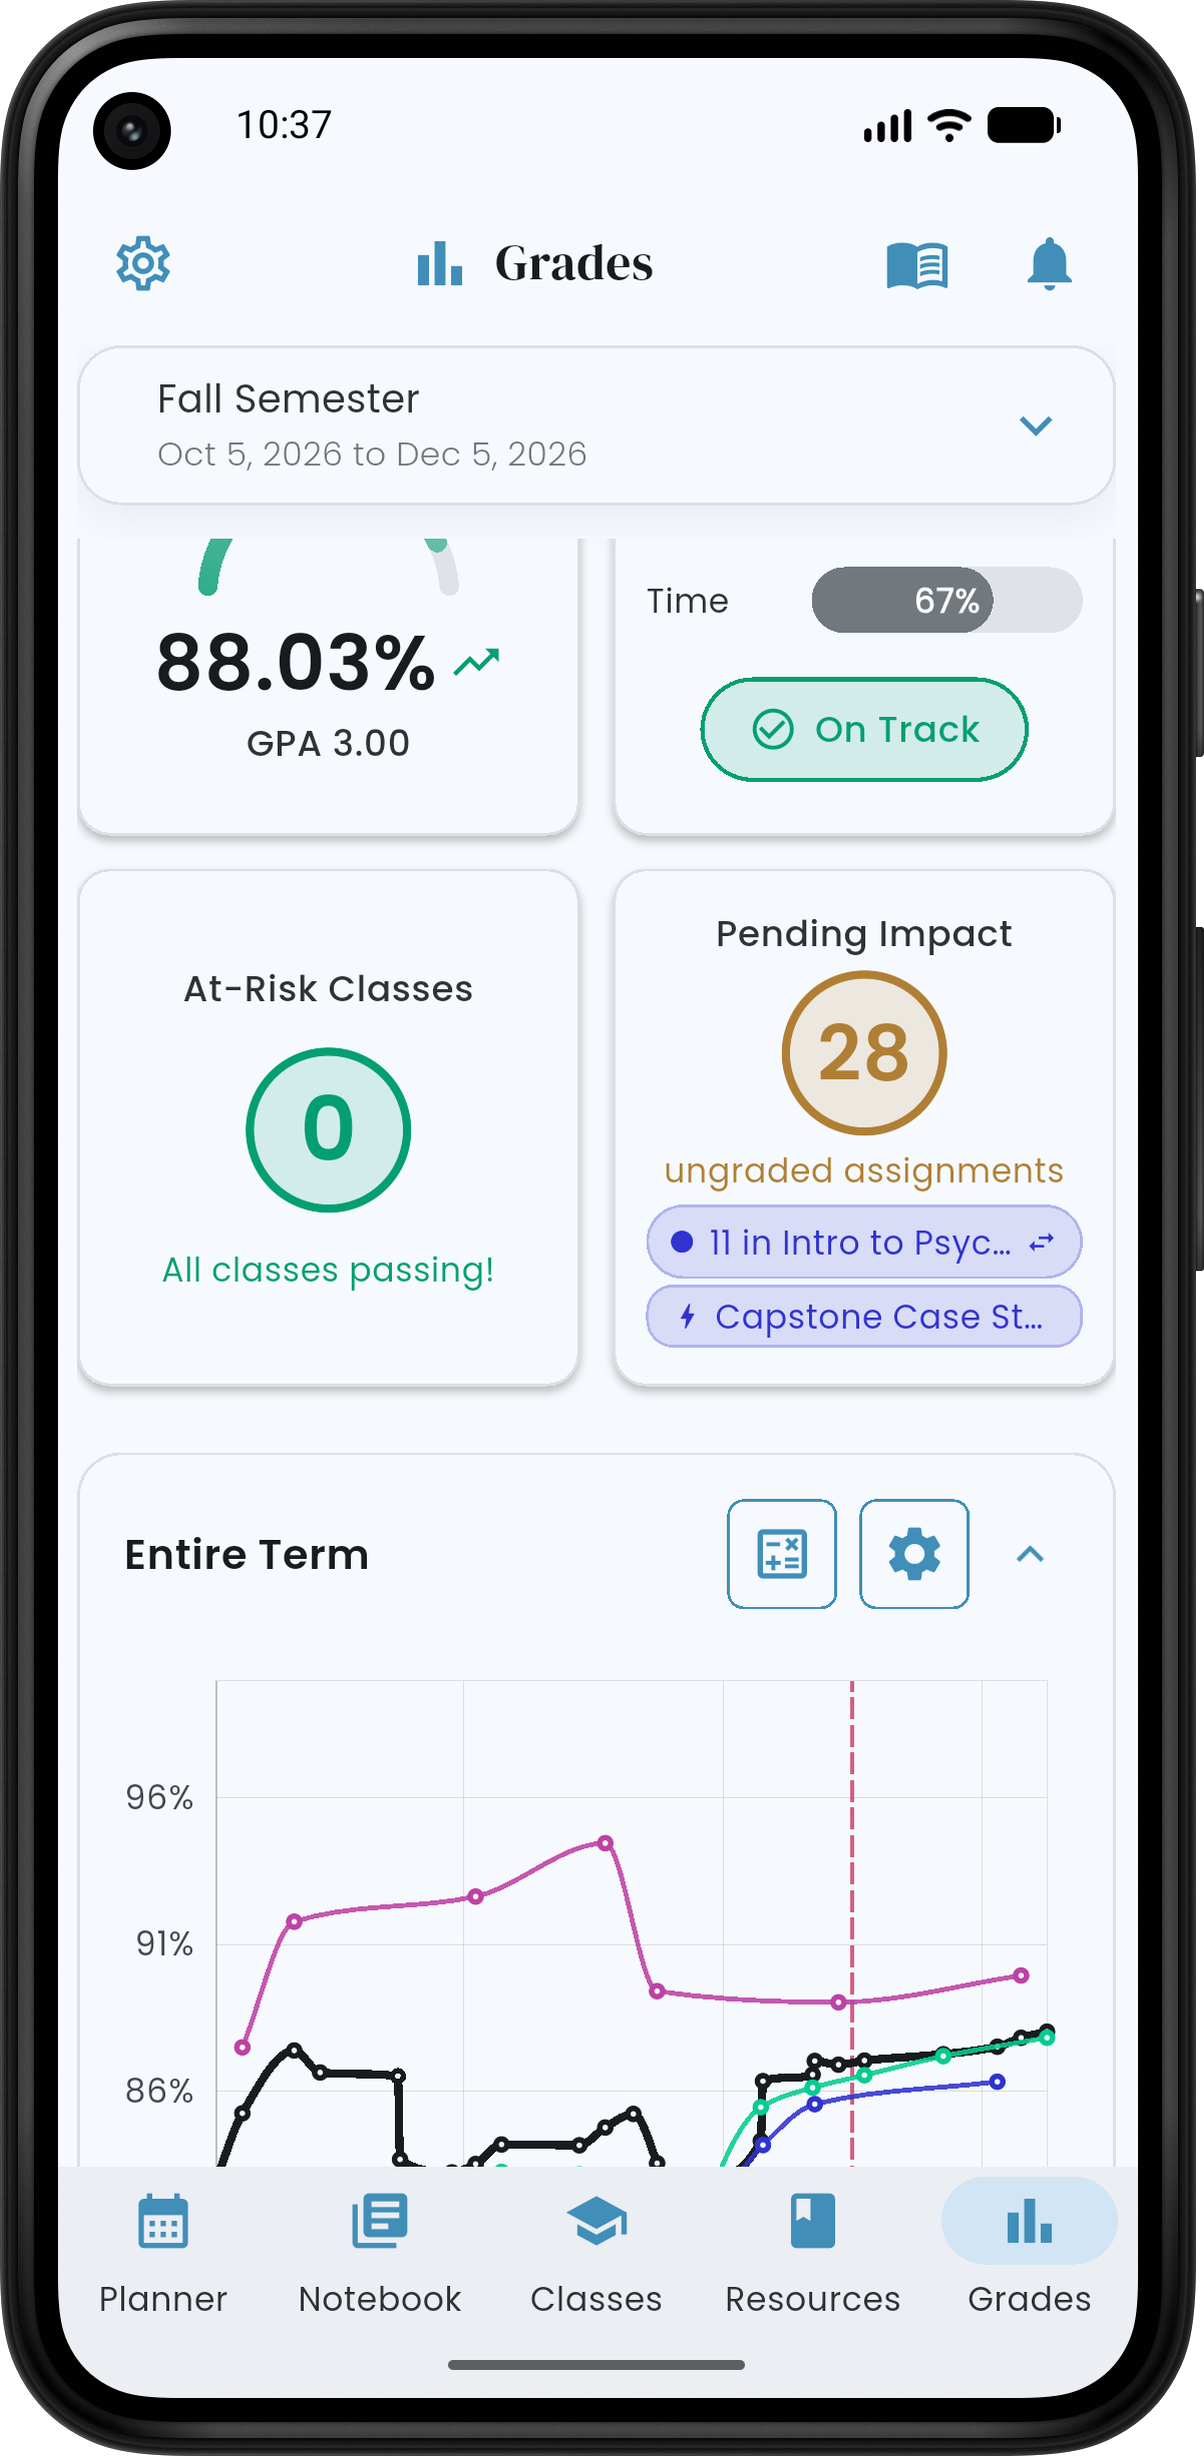 10:37
Grades
Fall Semester
Oct 5, 2026 to Dec 5, 2026
88.03%
GPA 3.00
Time
67%
On Track
At-Risk Classes
0
All classes passing!
Pending Impact
28
ungraded assignments
11 in Intro to Psyc...
Capstone Case St...
Entire Term
96%
91%
86%
Planner
Notebook
Classes
Resources
Grades